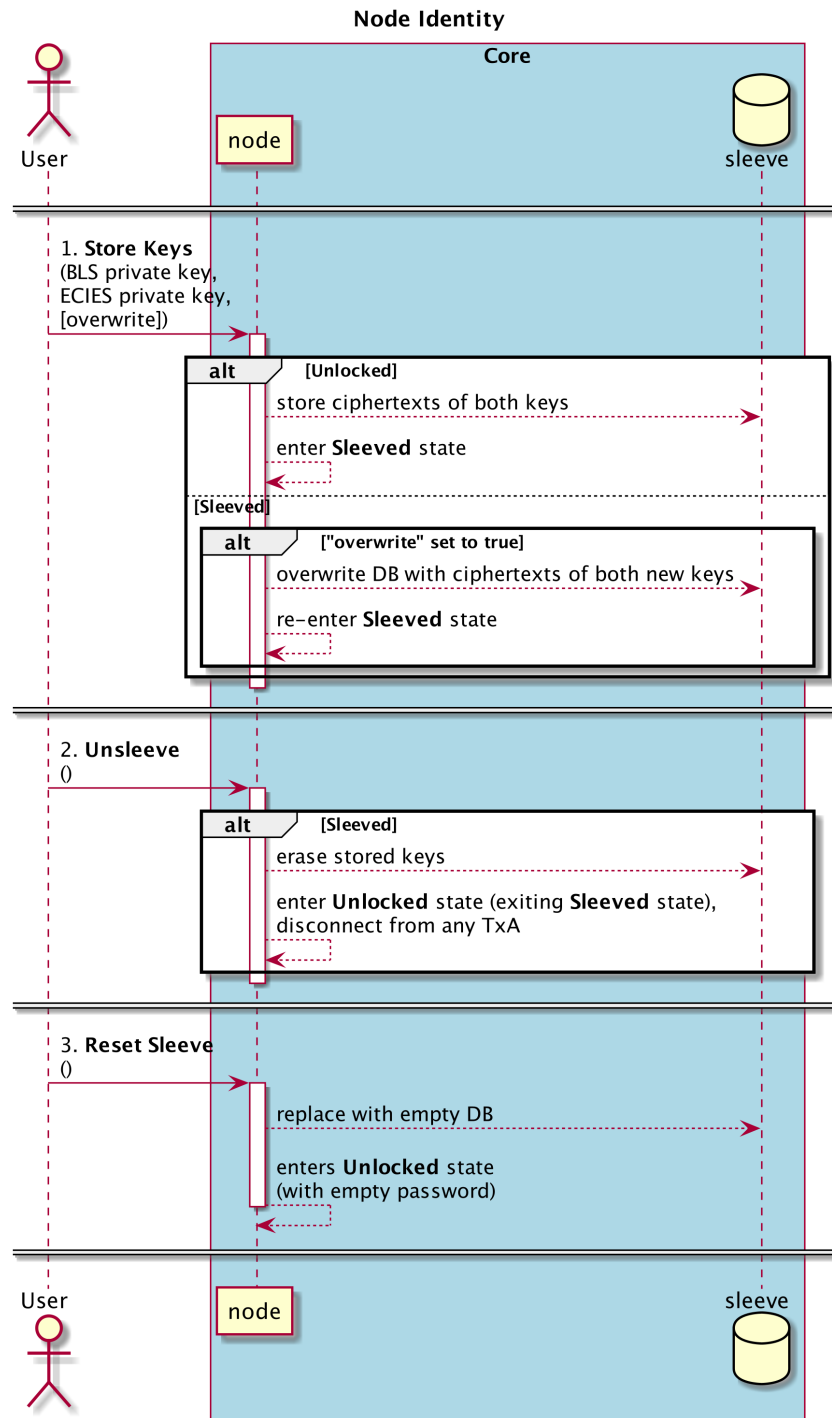 Node Identity
Core
User
node
sleeve
1. Store Keys
(BLS private key,
ECIES private key,
[overwrite])
alt [Unlocked]
store ciphertexts of both keys
enter Sleeved state
[Sleeved]
alt ["overwrite" set to true]
overwrite DB with ciphertexts of both new keys
re-enter Sleeved state
2. Unsleeve
()
alt [Sleeved]
erase stored keys
enter Unlocked state (exiting Sleeved state),
disconnect from any TxA
3. Reset Sleeve
()
replace with empty DB
enters Unlocked state
(with empty password)
User
node
sleeve